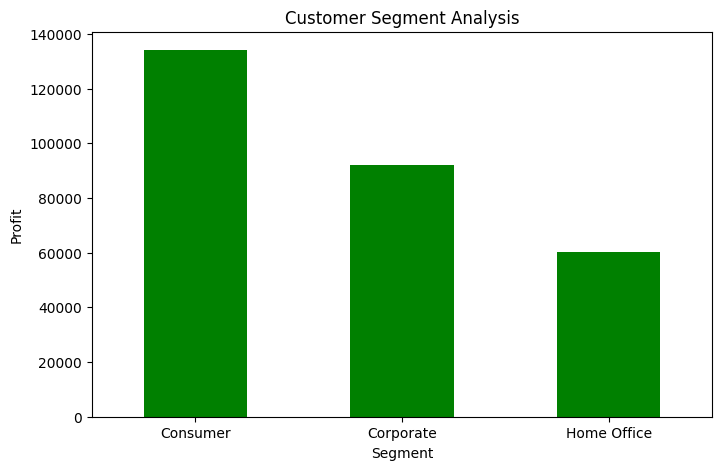 Customer Segment Analysis
140000
120000
100000
80000
60000
40000
20000
0
Profit
Consumer
Corporate
Home Office
Segment